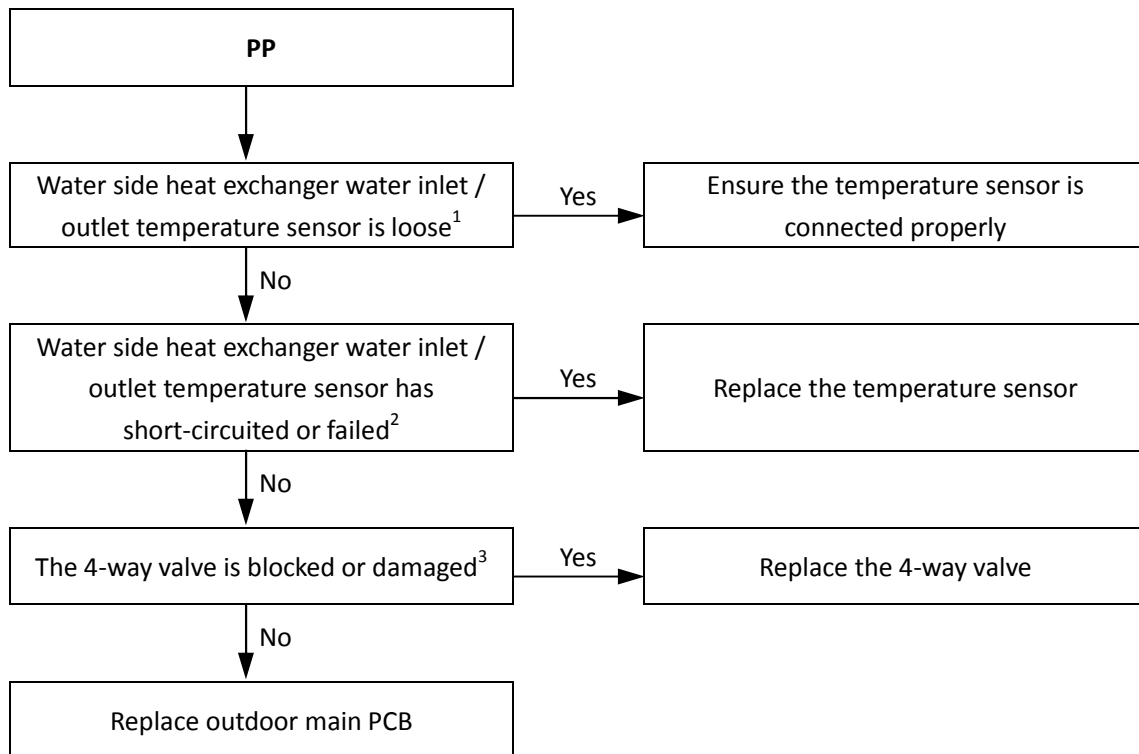 PP
Water side heat exchanger water inlet /
outlet temperature sensor is loose¹
Yes
Ensure the temperature sensor is
connected properly
No
Water side heat exchanger water inlet /
outlet temperature sensor has
short-circuited or failed²
Yes
Replace the temperature sensor
No
The 4-way valve is blocked or damaged³
Yes
Replace the 4-way valve
No
Replace outdoor main PCB